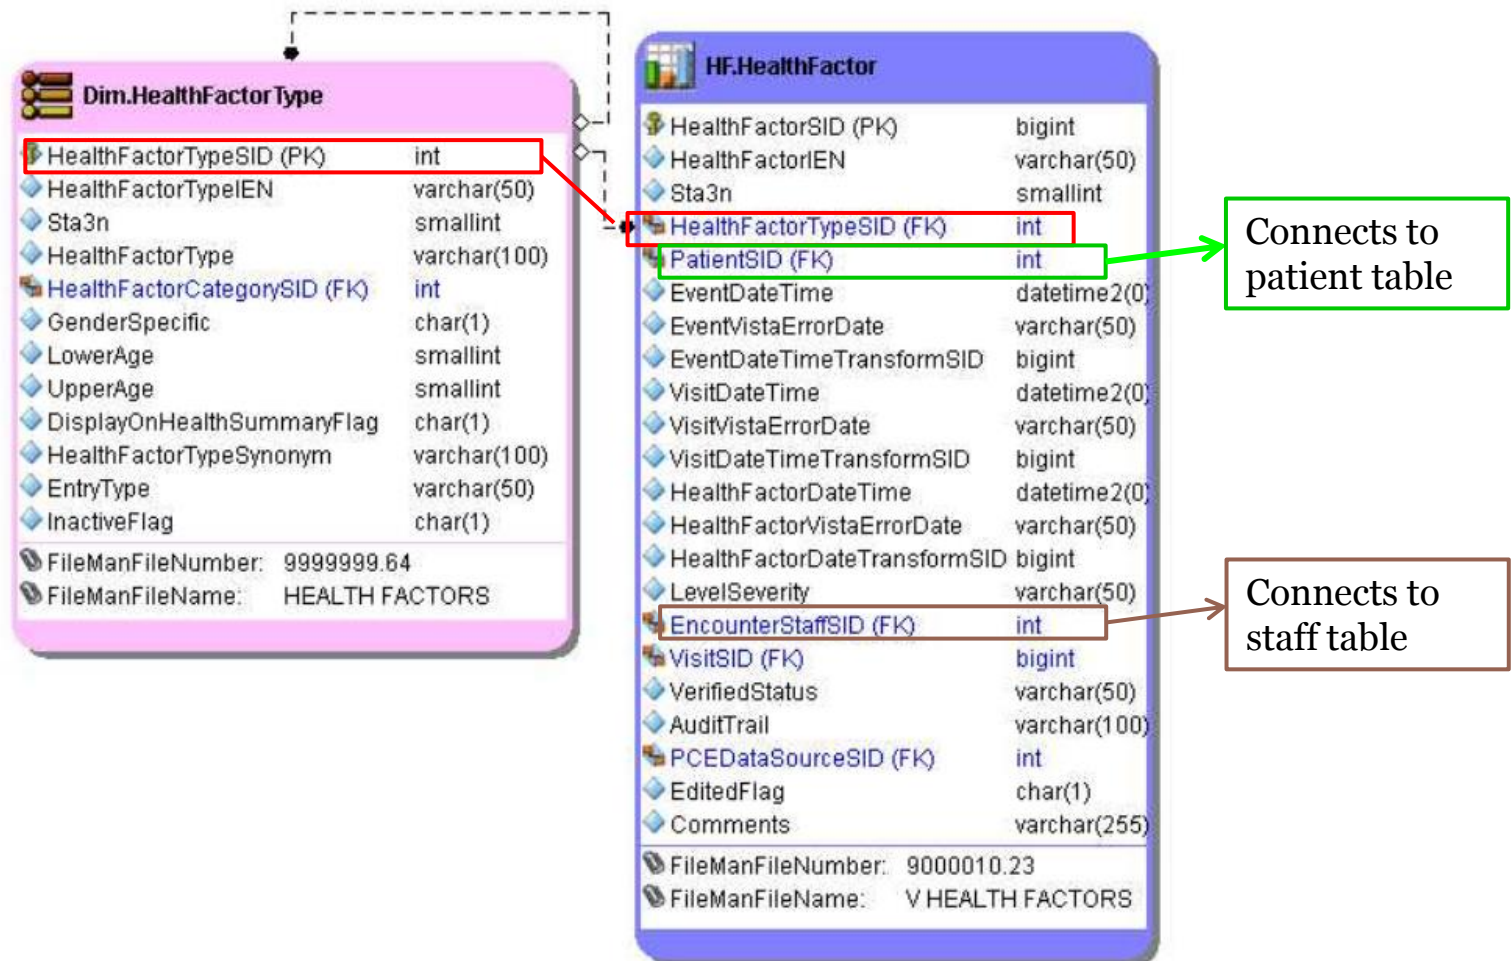 Dim.HealthFactorType
HealthFactorTypeSID (PK) int
HealthFactorTypeIEN varchar(50)
Sta3n smallint
HealthFactorType varchar(100)
HealthFactorCategorySID (FK) int
GenderSpecific char(1)
LowerAge smallint
UpperAge smallint
DisplayOnHealthSummaryFlag char(1)
HealthFactorTypeSynonym varchar(100)
EntryType varchar(50)
InactiveFlag char(1)
FileManFileNumber: 9999999.64
FileManFileName: HEALTH FACTORS
HF.HealthFactor
HealthFactorSID (PK) bigint
HealthFactorIEN varchar(50)
Sta3n smallint
HealthFactorTypeSID (FK) int
PatientSID (FK) int
EventDateTime datetime2(0)
EventVistaErrorDate varchar(50)
EventDateTimeTransformSID bigint
VisitDateTime datetime2(0)
VisitVistaErrorDate varchar(50)
VisitDateTimeTransformSID bigint
HealthFactorDateTime datetime2(0)
HealthFactorVistaErrorDate varchar(50)
HealthFactorDateTransformSID bigint
LevelSeverity varchar(50)
EncounterStaffSID (FK) int
VisitSID (FK) bigint
VerifiedStatus varchar(50)
AuditTrail varchar(100)
PCEDataSourceSID (FK) int
EditedFlag char(1)
Comments varchar(255)
FileManFileNumber: 9000010.23
FileManFileName: V HEALTH FACTORS
Connects to
patient table
Connects to
staff table